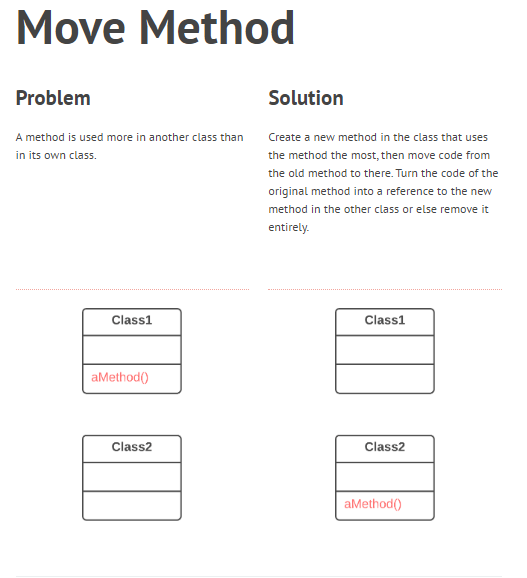 Move Method
Problem
A method is used more in another class than
in its own class.
Solution
Create a new method in the class that uses
the method the most, then move code from
the old method to there. Turn the code of the
original method into a reference to the new
method in the other class or else remove it
entirely.
Class1
aMethod()
Class2
Class1
Class2
aMethod()